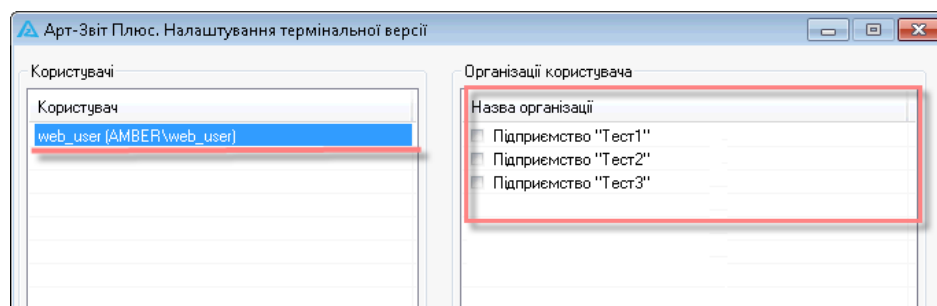 Арт-Звіт Плюс. Налаштування термінальної версії
Користувачі
Користувач
web_user (AMBER\web_user)
Організації користувача
Назва організації
Підприємство "Тест1"
Підприємство "Тест2"
Підприємство "Тест3"